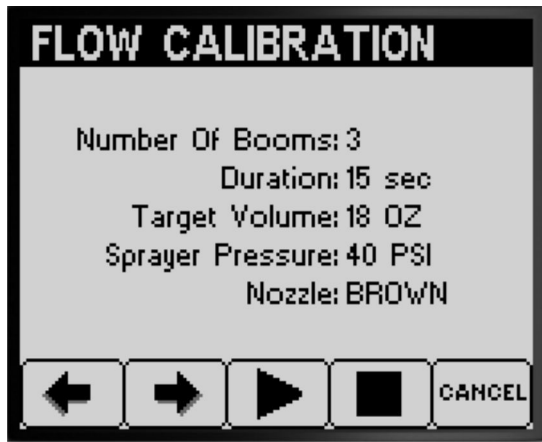 FLOW CALIBRATION
Number Of Booms: 3
Duration: 15 sec
Target Volume: 18 OZ
Sprayer Pressure: 40 PSI
Nozzle: BROWN
CANCEL